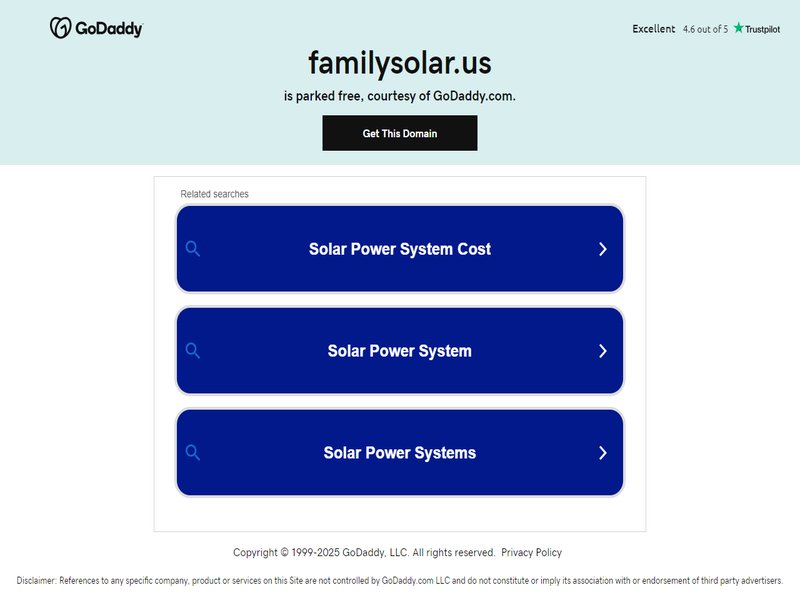 GoDaddy
Excellent 4.6 out of 5 Trustpilot
familysolar.us
is parked free, courtesy of GoDaddy.com.
Get This Domain
Related searches
Solar Power System Cost
Solar Power System
Solar Power Systems
Copyright © 1999-2025 GoDaddy, LLC. All rights reserved. Privacy Policy
Disclaimer: References to any specific company, product or services on this Site are not controlled by GoDaddy.com LLC and do not constitute or imply its association with or endorsement of third party advertisers.